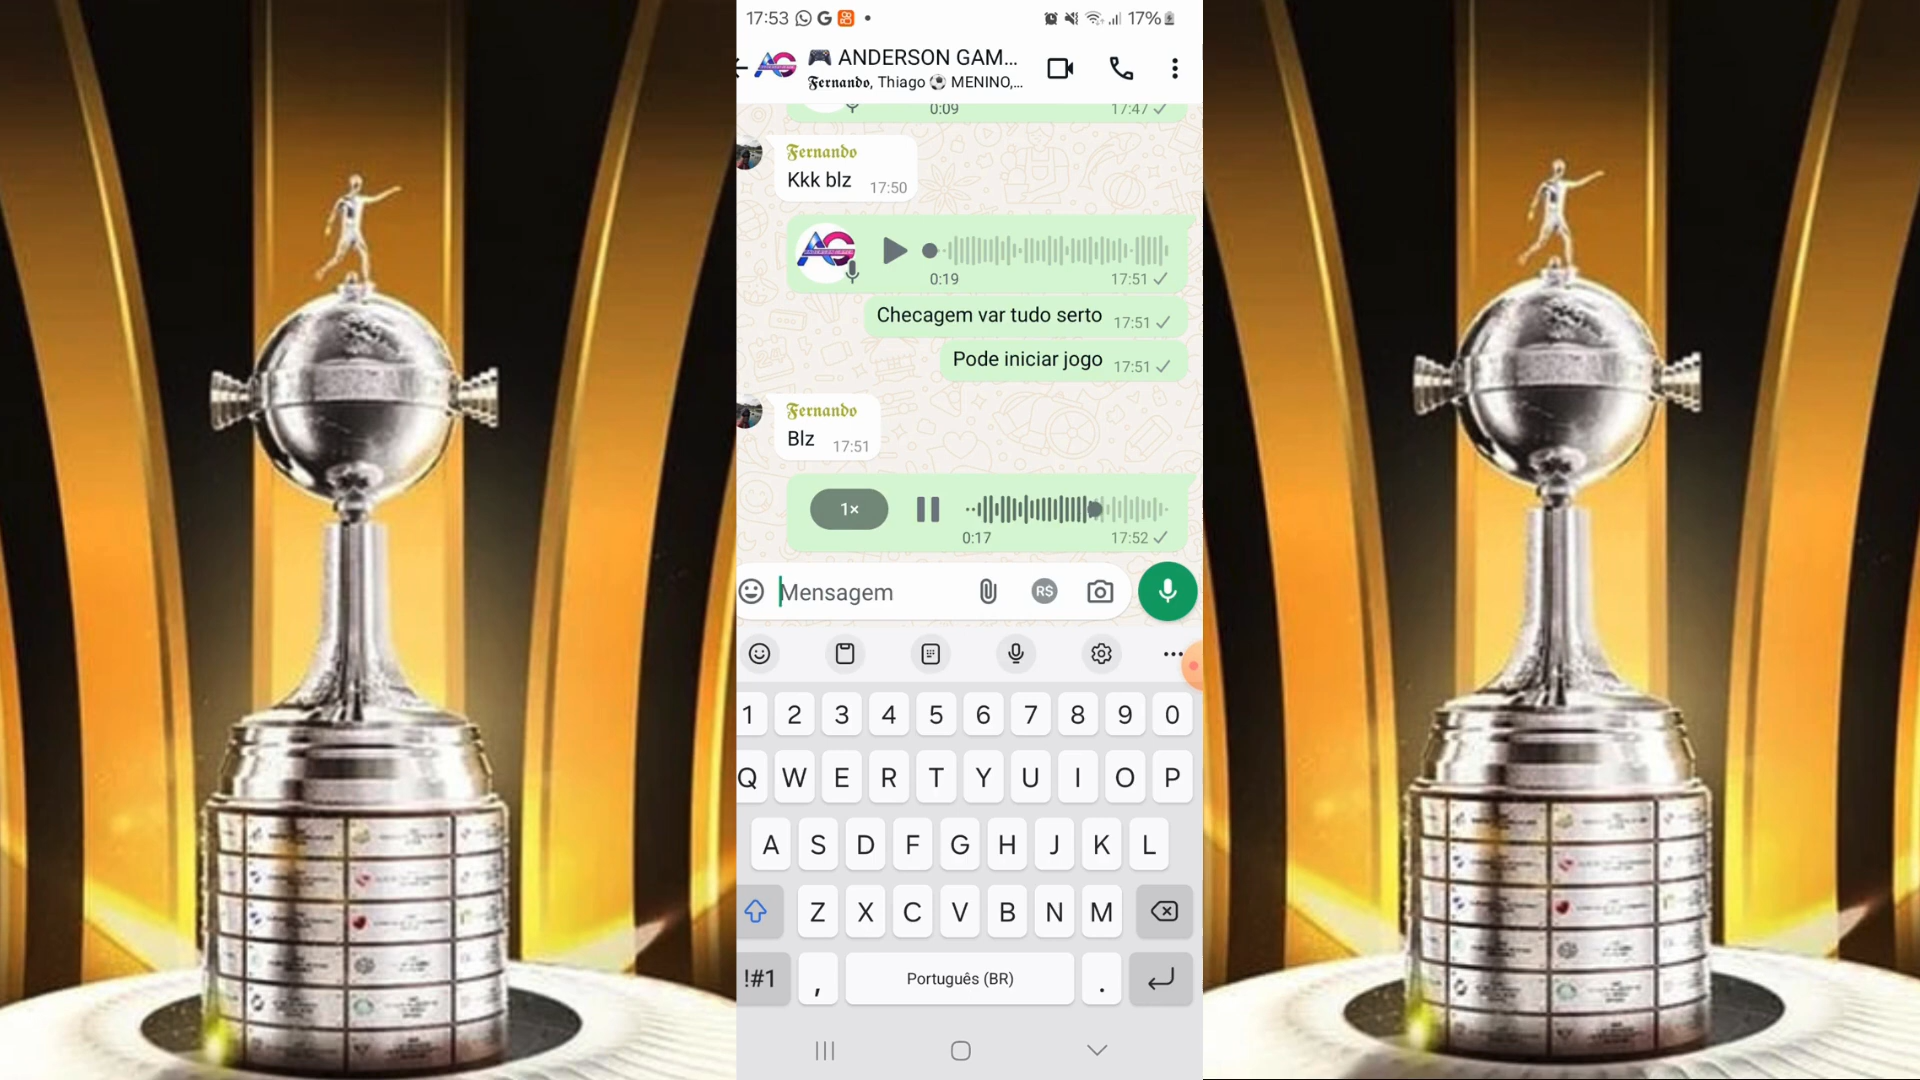 17:53 G 17%
🎮 ANDERSON GAM...
𝕱𝖊𝖗𝖓𝖆𝖓𝖉𝖔, Thiago ⚽ MENINO,...
0:09 17:47
𝕱𝖊𝖗𝖓𝖆𝖓𝖉𝖔
Kkk blz 17:50
AG
0:19 17:51
Checagem var tudo serto 17:51
Pode iniciar jogo 17:51
𝕱𝖊𝖗𝖓𝖆𝖓𝖉𝖔
Blz 17:51
1×
0:17 17:52
Mensagem R$
1 2 3 4 5 6 7 8 9 0
Q W E R T Y U I O P
A S D F G H J K L
Z X C V B N M
!#1 , Português (BR) .